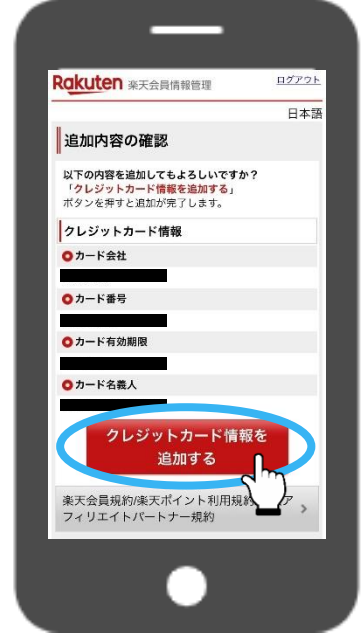 Rakuten 楽天会員情報管理 ログアウト
日本語
追加内容の確認
以下の内容を追加してもよろしいですか？
「クレジットカード情報を追加する」
ボタンを押すと追加が完了します。
クレジットカード情報
カード会社
カード番号
カード有効期限
カード名義人
クレジットカード情報を
追加する
楽天会員規約/楽天ポイント利用規約 ア
フィリエイトパートナー規約